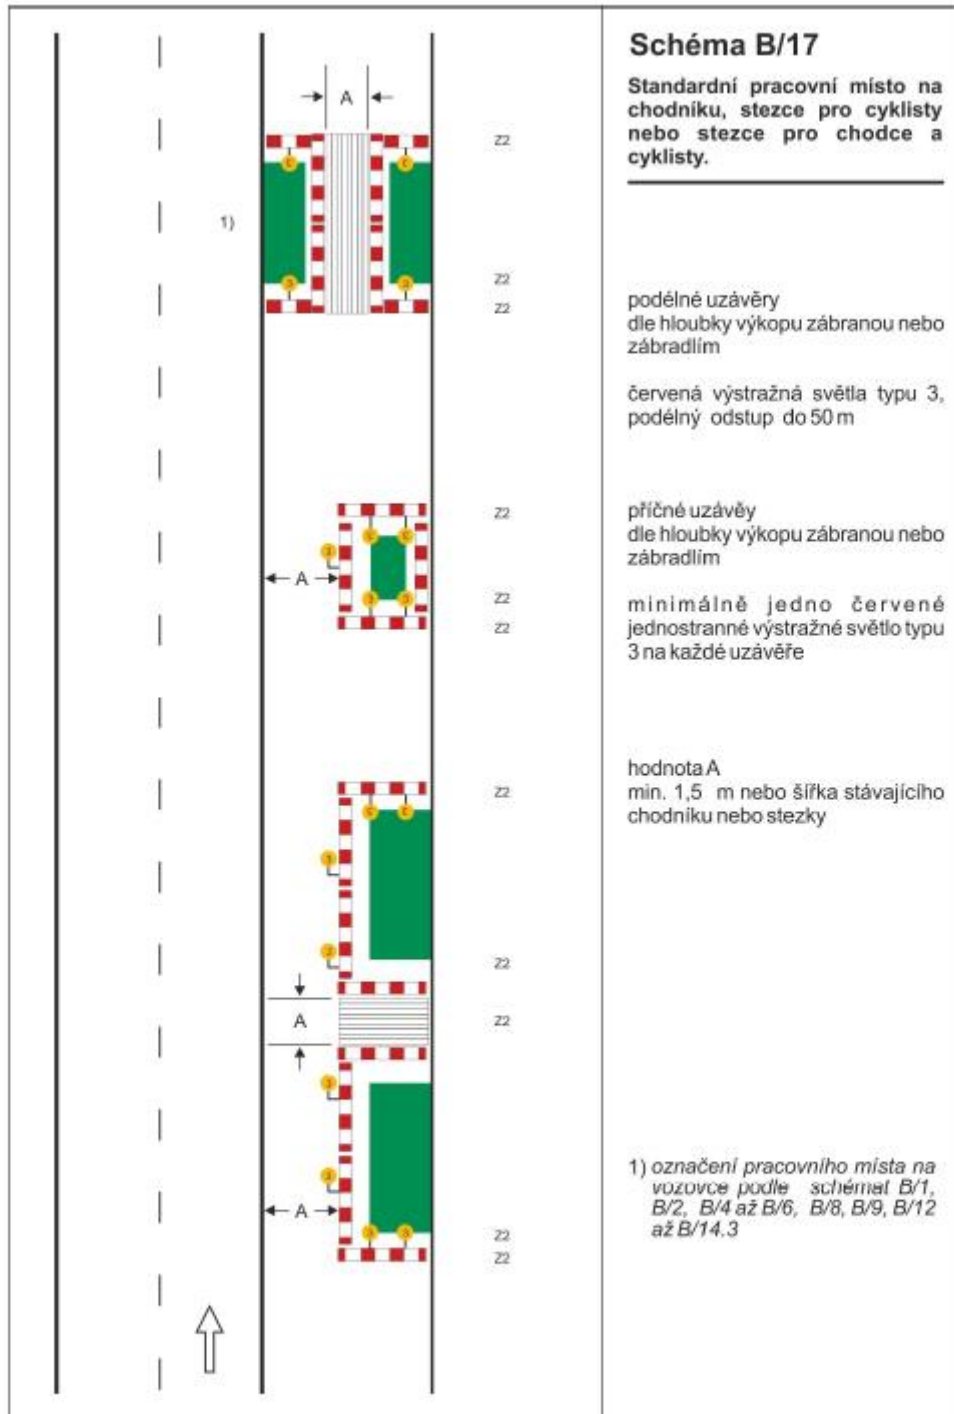 Schéma B/17
Standardní pracovní místo na
chodníku, stezce pro cyklisty
nebo stezce pro chodce a
cyklisty.
A
Z2
1)
Z2
Z2
podélné uzávěry
dle hloubky výkopu zábranou nebo
zábradlím
červená výstražná světla typu 3,
podélný odstup do 50 m
Z2
A
Z2
Z2
příčné uzávěy
dle hloubky výkopu zábranou nebo
zábradlím
minimálně jedno červené
jednostranné výstražné světlo typu
3 na každé uzávěře
Z2
hodnota A
min. 1,5 m nebo šířka stávajícího
chodníku nebo stezky
Z2
A
Z2
A
Z2
Z2
1) označení pracovního místa na
vozovce podle schémat B/1,
B/2, B/4 až B/6, B/8, B/9, B/12
až B/14.3